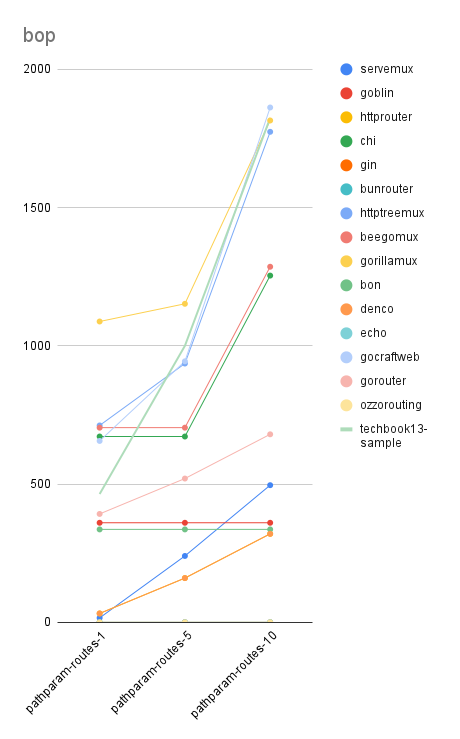 bop
2000
1500
1000
500
0
pathparam-routes-1
pathparam-routes-5
pathparam-routes-10
servemux
goblin
httprouter
chi
gin
bunrouter
httptreemux
beegomux
gorillamux
bon
denco
echo
gocraftweb
gorouter
ozzorouting
techbook13-
sample